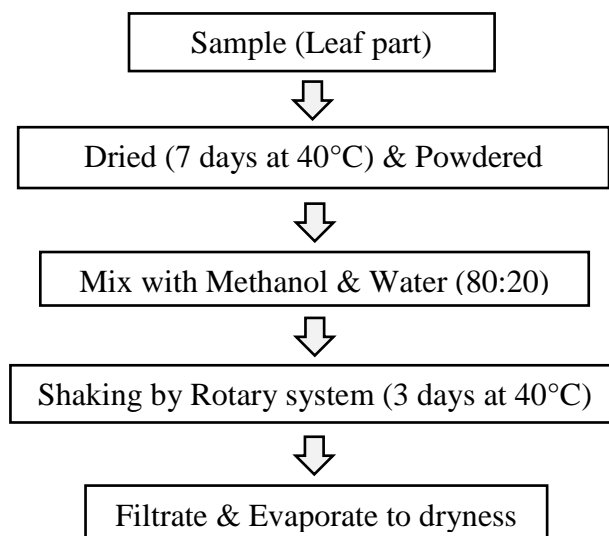 Sample (Leaf part)
Dried (7 days at 40°C) & Powdered
Mix with Methanol & Water (80:20)
Shaking by Rotary system (3 days at 40°C)
Filtrate & Evaporate to dryness